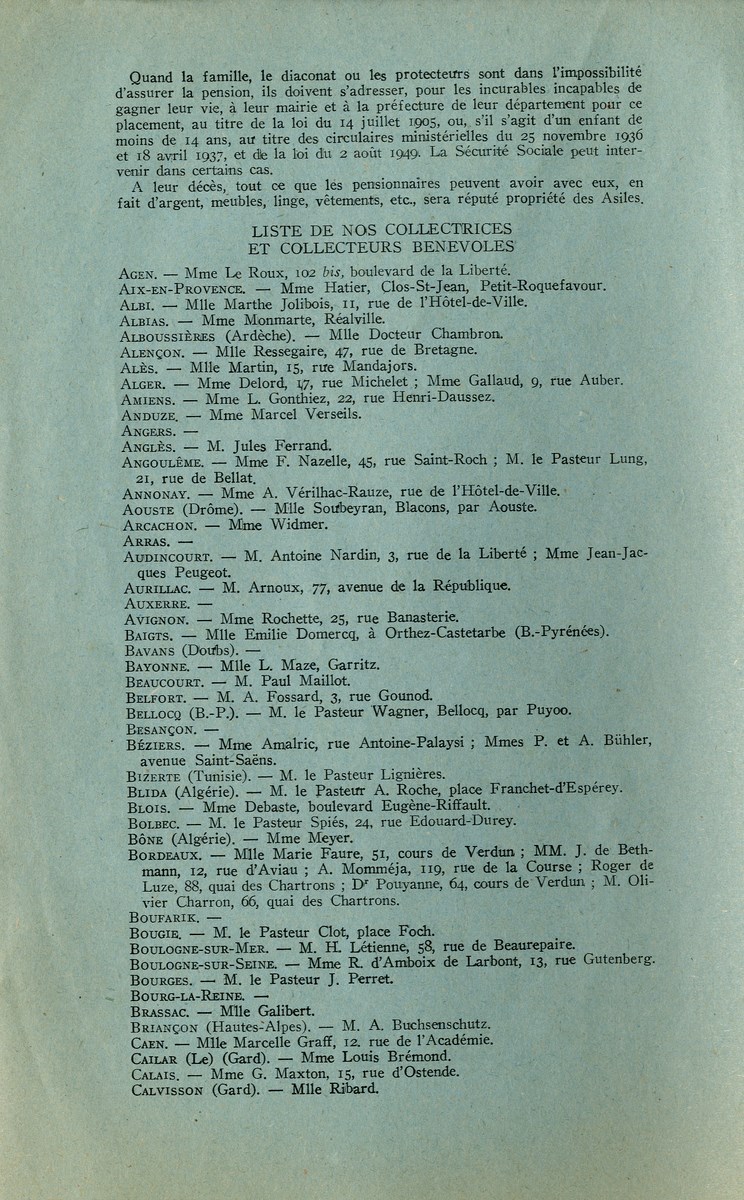 Quand la famille, le diaconat ou les protecteurs sont dans l'impossibilité
d'assurer la pension, ils doivent s'adresser, pour les incurables incapables de
gagner leur vie, à leur mairie et à la préfecture de leur département pour ce
placement, au titre de la loi du 14 juillet 1905, ou, s'il s'agit d'un enfant de
moins de 14 ans, au titre des circulaires ministérielles du 25 novembre 1936
et 18 avril 1937, et de la loi du 2 août 1949. La Sécurité Sociale peut inter-
venir dans certains cas.
A leur décès, tout ce que les pensionnaires peuvent avoir avec eux, en
fait d'argent, meubles, linge, vêtements, etc., sera réputé propriété des Asiles.
LISTE DE NOS COLLECTRICES
ET COLLECTEURS BENEVOLES
AGEN. — Mme Le Roux, 102 bis, boulevard de la Liberté.
AIX-EN-PROVENCE. — Mme Hatier, Clos-St-Jean, Petit-Roquefavour.
ALBI. — Mlle Marthe Jolibois, 11, rue de l'Hôtel-de-Ville.
ALBIAS. — Mme Monmarte, Réalville.
ALBOUSSIÈRES (Ardèche). — Mlle Docteur Chambron.
ALENÇON. — Mlle Ressegaire, 47, rue de Bretagne.
ALÈS. — Mlle Martin, 15, rue Mandajors.
ALGER. — Mme Delord, 17, rue Michelet ; Mme Gallaud, 9, rue Auber.
AMIENS. — Mme L. Gonthiez, 22, rue Henri-Daussez.
ANDUZE. — Mme Marcel Verseils.
ANGERS. —
ANGLÈS. — M. Jules Ferrand.
ANGOULÊME. — Mme F. Nazelle, 45, rue Saint-Roch ; M. le Pasteur Lung,
21, rue de Bellat.
ANNONAY. — Mme A. Vérilhac-Rauze, rue de l'Hôtel-de-Ville.
AOUSTE (Drôme). — Mlle Soubeyran, Blacons, par Aouste.
ARCACHON. — Mme Widmer.
ARRAS. —
AUDINCOURT. — M. Antoine Nardin, 3, rue de la Liberté ; Mme Jean-Jac-
ques Peugeot.
AURILLAC. — M. Arnoux, 77, avenue de la République.
AUXERRE. —
AVIGNON. — Mme Rochette, 25, rue Banasterie.
BAIGTS. — Mlle Emilie Domercq, à Orthez-Castetarbe (B.-Pyrénées).
BAVANS (Doubs). —
BAYONNE. — Mlle L. Maze, Garritz.
BEAUCOURT. — M. Paul Maillot.
BELFORT. — M. A. Fossard, 3, rue Gounod.
BELLOCQ (B.-P.). — M. le Pasteur Wagner, Bellocq, par Puyoo.
BESANÇON. —
BÉZIERS. — Mme Amalric, rue Antoine-Palaysi ; Mmes P. et A. Bühler,
avenue Saint-Saëns.
BIZERTE (Tunisie). — M. le Pasteur Lignières.
BLIDA (Algérie). — M. le Pasteur A. Roche, place Franchet-d'Espérey.
BLOIS. — Mme Debaste, boulevard Eugène-Riffault.
BOLBEC. — M. le Pasteur Spiés, 24, rue Edouard-Durey.
BÔNE (Algérie). — Mme Meyer.
BORDEAUX. — Mlle Marie Faure, 51, cours de Verdun ; MM. J. de Beth-
mann, 12, rue d'Aviau ; A. Momméja, 119, rue de la Course ; Roger de
Luze, 88, quai des Chartrons ; Dr Pouyanne, 64, cours de Verdun ; M. Oli-
vier Charron, 66, quai des Chartrons.
BOUFARIK. —
BOUGIE. — M. le Pasteur Clot, place Foch.
BOULOGNE-SUR-MER. — M. H. Létienne, 58, rue de Beaurepaire.
BOULOGNE-SUR-SEINE. — Mme R. d'Amboix de Larbont, 13, rue Gutenberg.
BOURGES. — M. le Pasteur J. Perret.
BOURG-LA-REINE. —
BRASSAC. — Mlle Galibert.
BRIANÇON (Hautes-Alpes). — M. A. Buchsenschutz.
CAEN. — Mlle Marcelle Graff, 12. rue de l'Académie.
CAILAR (Le) (Gard). — Mme Louis Brémond.
CALAIS. — Mme G. Maxton, 15, rue d'Ostende.
CALVISSON (Gard). — Mlle Ribard.